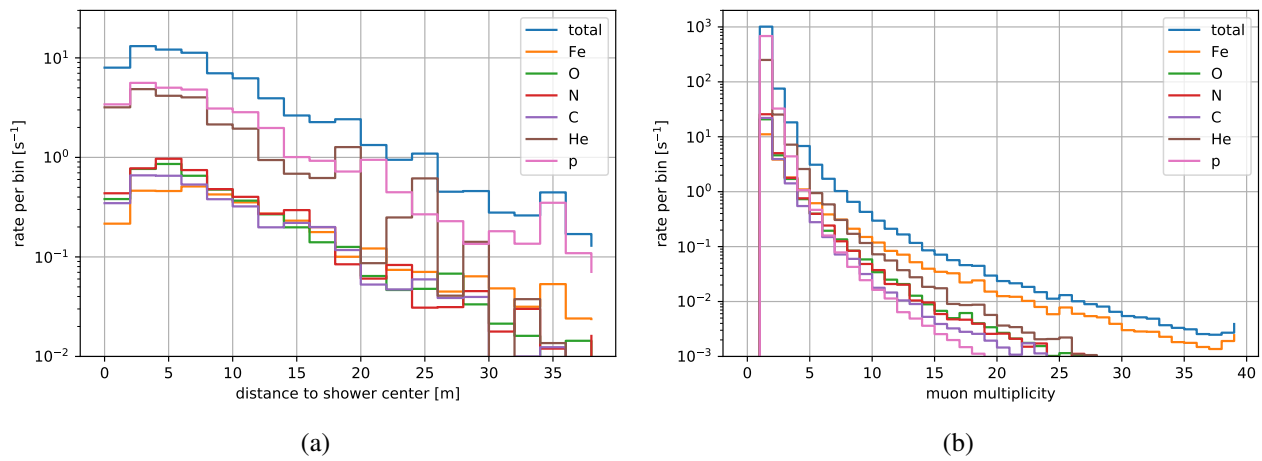 10¹
10⁰
10⁻¹
10⁻²
rate per bin [s⁻¹]
0 5 10 15 20 25 30 35
distance to shower center [m]
total
Fe
O
N
C
He
p
(a)
10³
10²
10¹
10⁰
10⁻¹
10⁻²
10⁻³
rate per bin [s⁻¹]
0 5 10 15 20 25 30 35 40
muon multiplicity
total
Fe
O
N
C
He
p
(b)